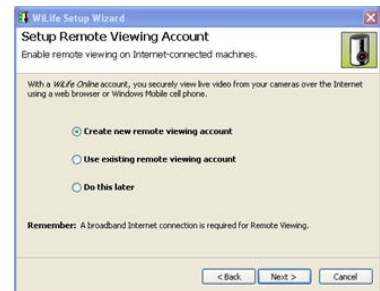 WiLife Setup Wizard
Setup Remote Viewing Account
Enable remote viewing on Internet-connected machines.
With a WiLife Online account, you securely view live video from your cameras over the Internet
using a web browser or Windows Mobile cell phone.
Create new remote viewing account
Use existing remote viewing account
Do this later
Remember: A broadband Internet connection is required for Remote Viewing.
< Back Next > Cancel